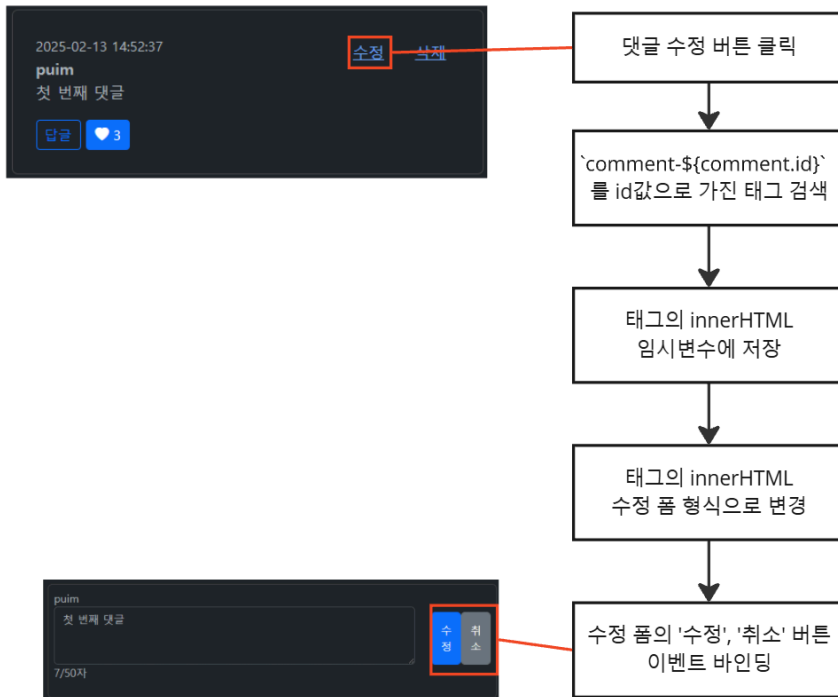 2025-02-13 14:52:37
수정 삭제
puim
첫 번째 댓글
답글 3
댓글 수정 버튼 클릭
`comment-${comment.id}`
를 id값으로 가진 태그 검색
태그의 innerHTML
임시변수에 저장
태그의 innerHTML
수정 폼 형식으로 변경
puim
첫 번째 댓글
수정
취소
7/50자
수정 폼의 '수정', '취소' 버튼
이벤트 바인딩